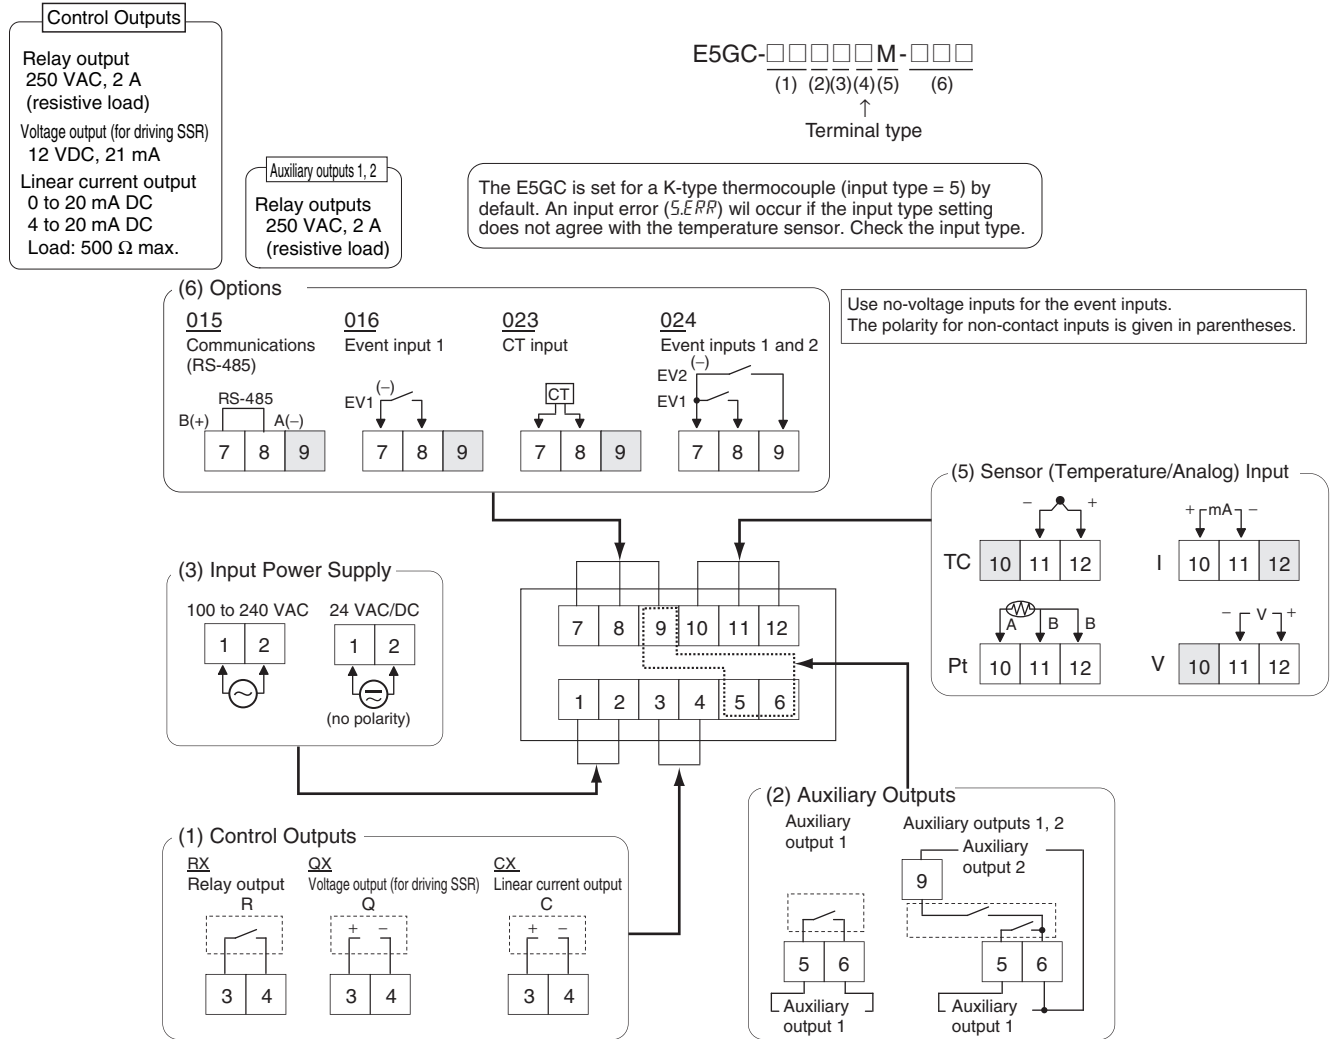 Control Outputs
Relay output
250 VAC, 2 A
(resistive load)
Voltage output (for driving SSR)
12 VDC, 21 mA
Linear current output
0 to 20 mA DC
4 to 20 mA DC
Load: 500 Ω max.
Auxiliary outputs 1, 2
Relay outputs
250 VAC, 2 A
(resistive load)
E5GC-□□□□□M-□□□
(1) (2)(3)(4)(5) (6)
↑
Terminal type
The E5GC is set for a K-type thermocouple (input type = 5) by
default. An input error (S.ERR) wil occur if the input type setting
does not agree with the temperature sensor. Check the input type.
Use no-voltage inputs for the event inputs.
The polarity for non-contact inputs is given in parentheses.
(6) Options
015
Communications
(RS-485)
RS-485
B(+) A(−)
7 8 9
016
Event input 1
(−)
EV1
7 8 9
023
CT input
CT
7 8 9
024
Event inputs 1 and 2
(−)
EV2
EV1
7 8 9
(5) Sensor (Temperature/Analog) Input
− +
TC 10 11 12
+ mA −
I 10 11 12
A B B
Pt 10 11 12
− V +
V 10 11 12
(3) Input Power Supply
100 to 240 VAC
1 2
24 VAC/DC
1 2
(no polarity)
7 8 9 10 11 12
1 2 3 4 5 6
(1) Control Outputs
RX
Relay output
R
3 4
QX
Voltage output (for driving SSR)
Q
+ −
3 4
CX
Linear current output
C
+ −
3 4
(2) Auxiliary Outputs
Auxiliary
output 1
5 6
Auxiliary
output 1
Auxiliary outputs 1, 2
Auxiliary
output 2
9
5 6
Auxiliary
output 1